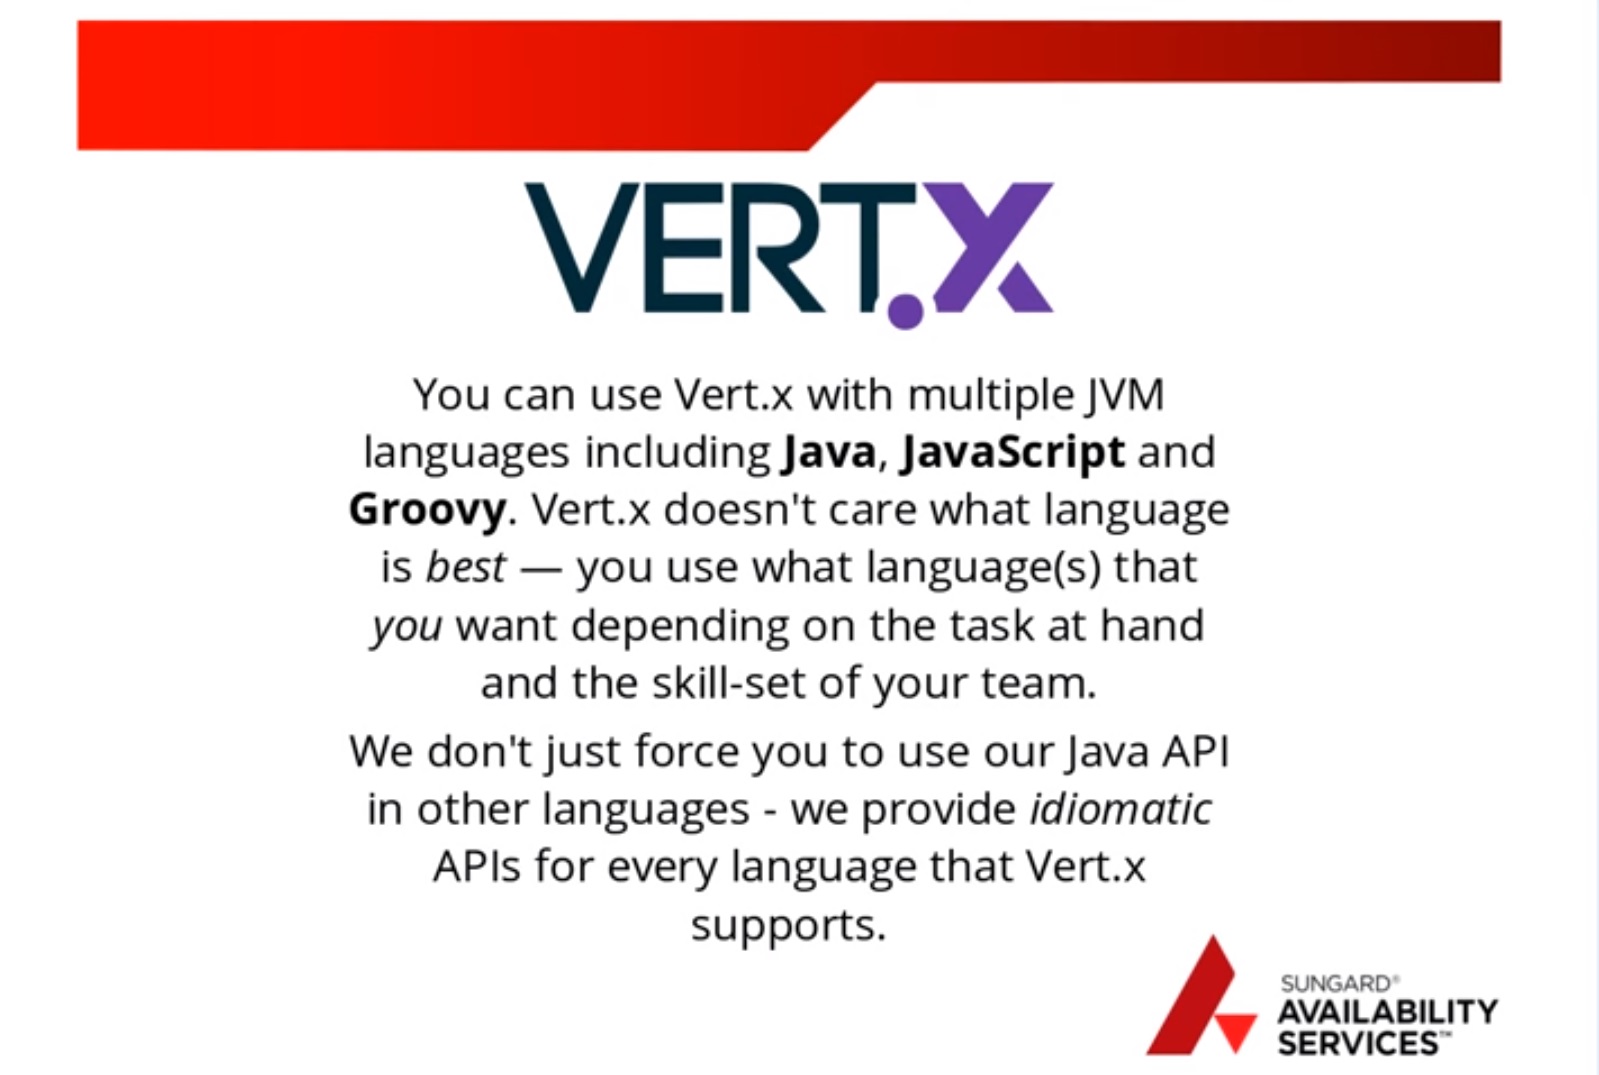 VERT.X
You can use Vert.x with multiple JVM
languages including Java, JavaScript and
Groovy. Vert.x doesn't care what language
is best — you use what language(s) that
you want depending on the task at hand
and the skill-set of your team.
We don't just force you to use our Java API
in other languages - we provide idiomatic
APIs for every language that Vert.x
supports.
SUNGARD®
AVAILABILITY
SERVICES™